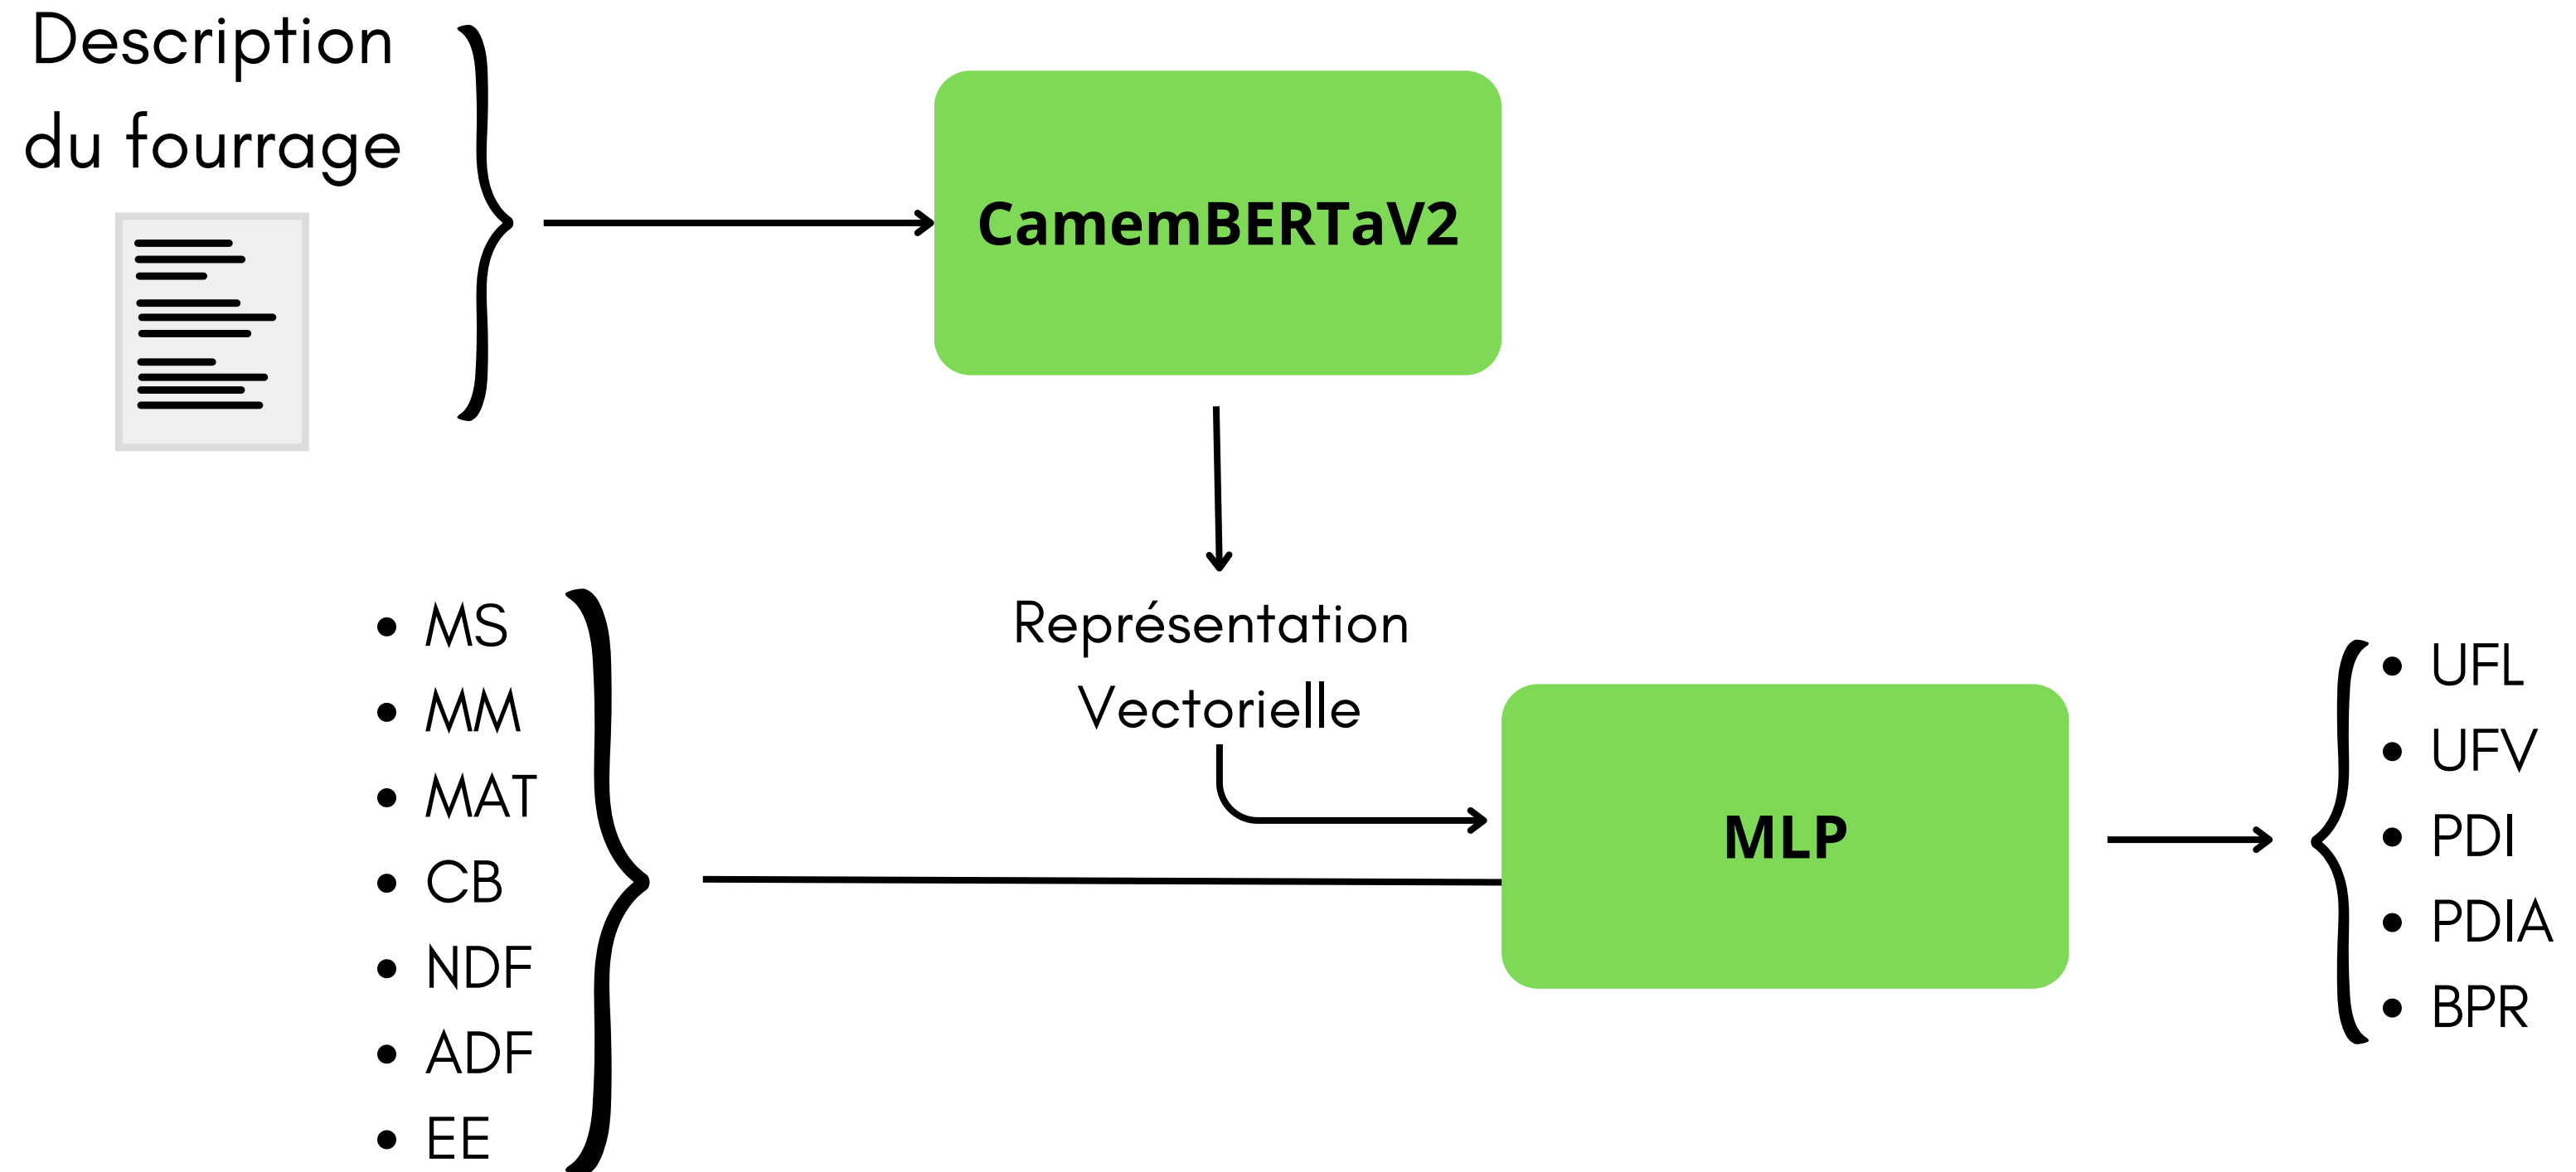 Description
du fourrage
CamemBERTaV2
Représentation
Vectorielle
MS
MM
MAT
CB
NDF
ADF
EE
MLP
UFL
UFV
PDI
PDIA
BPR